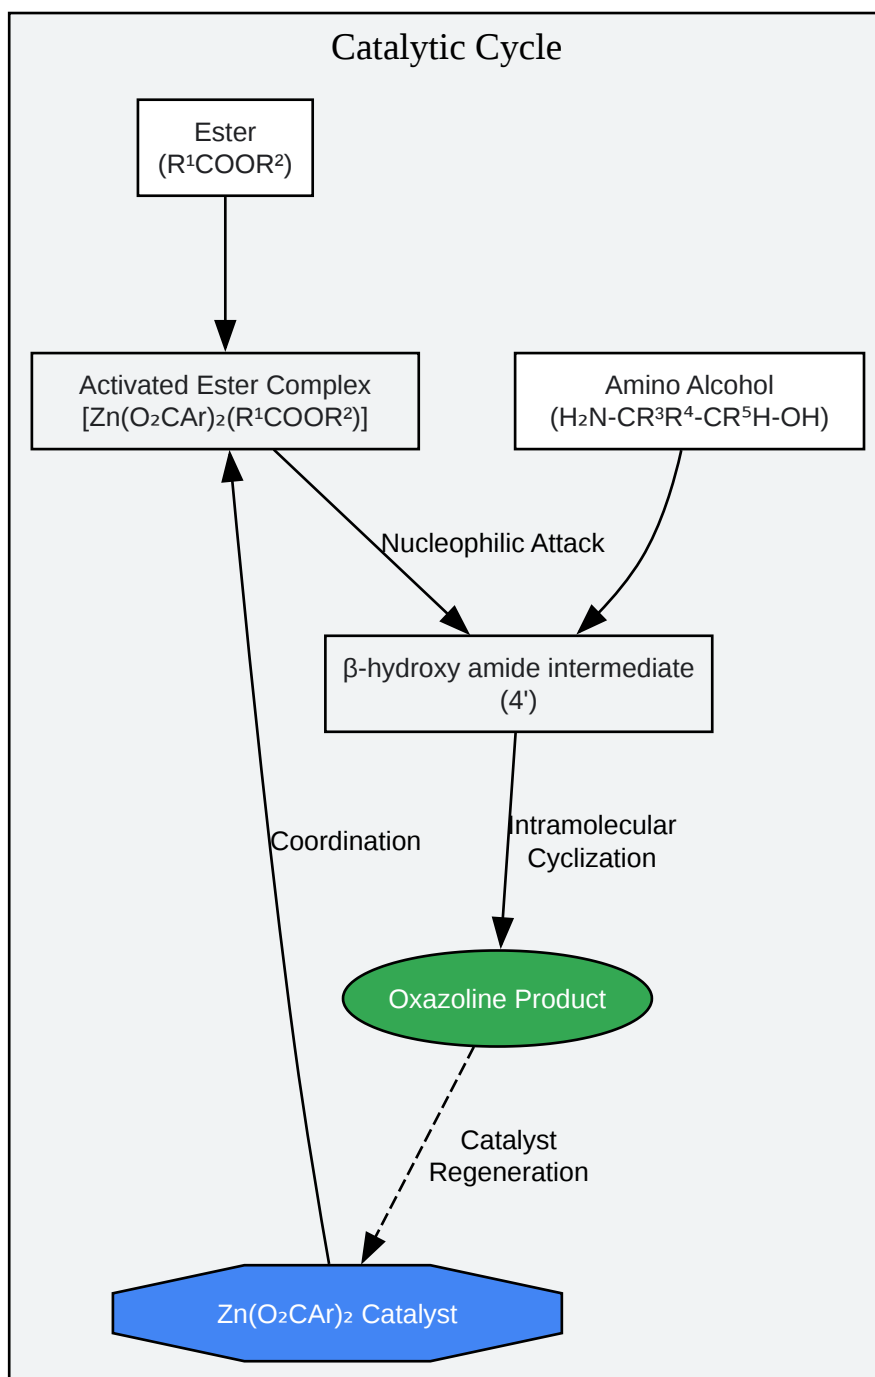 Catalytic Cycle
Ester
(R¹COOR²)
Activated Ester Complex
[Zn(O₂CAr)₂(R¹COOR²)]
Amino Alcohol
(H₂N-CR³R⁴-CR⁵H-OH)
Nucleophilic Attack
β-hydroxy amide intermediate
(4')
Coordination
Intramolecular
Cyclization
Oxazoline Product
Catalyst
Regeneration
Zn(O₂CAr)₂ Catalyst